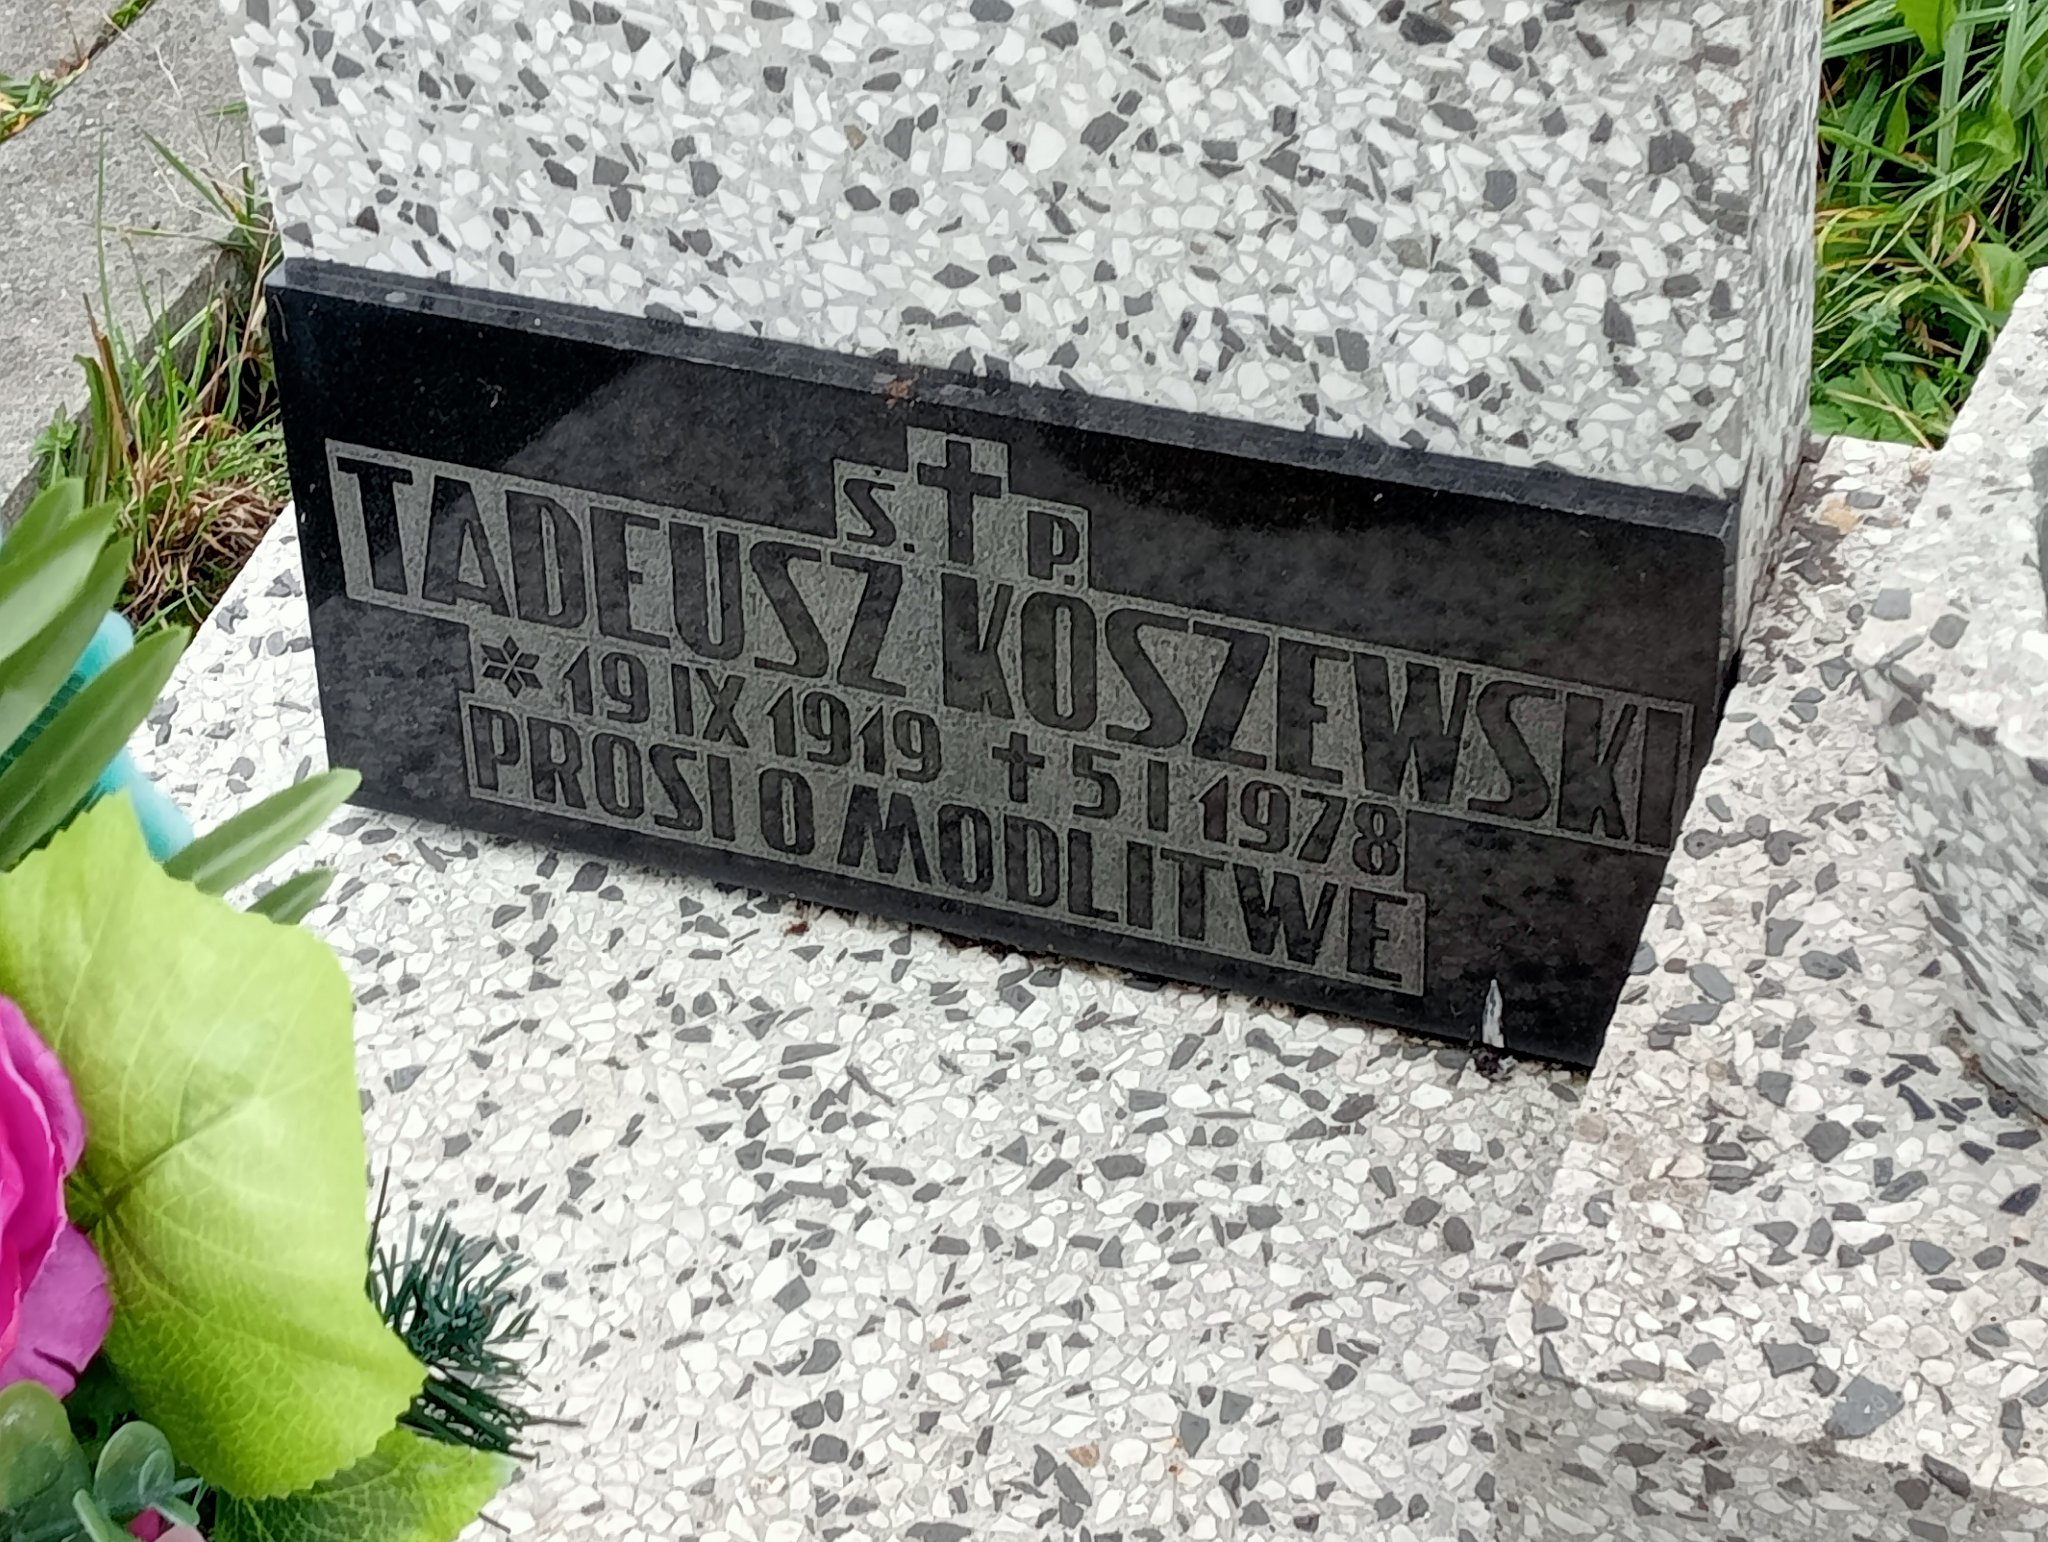 Ś. † P.
TADEUSZ KOSZEWSKI
* 19 IX 1919 † 5 I 1978
PROSI O MODLITWE